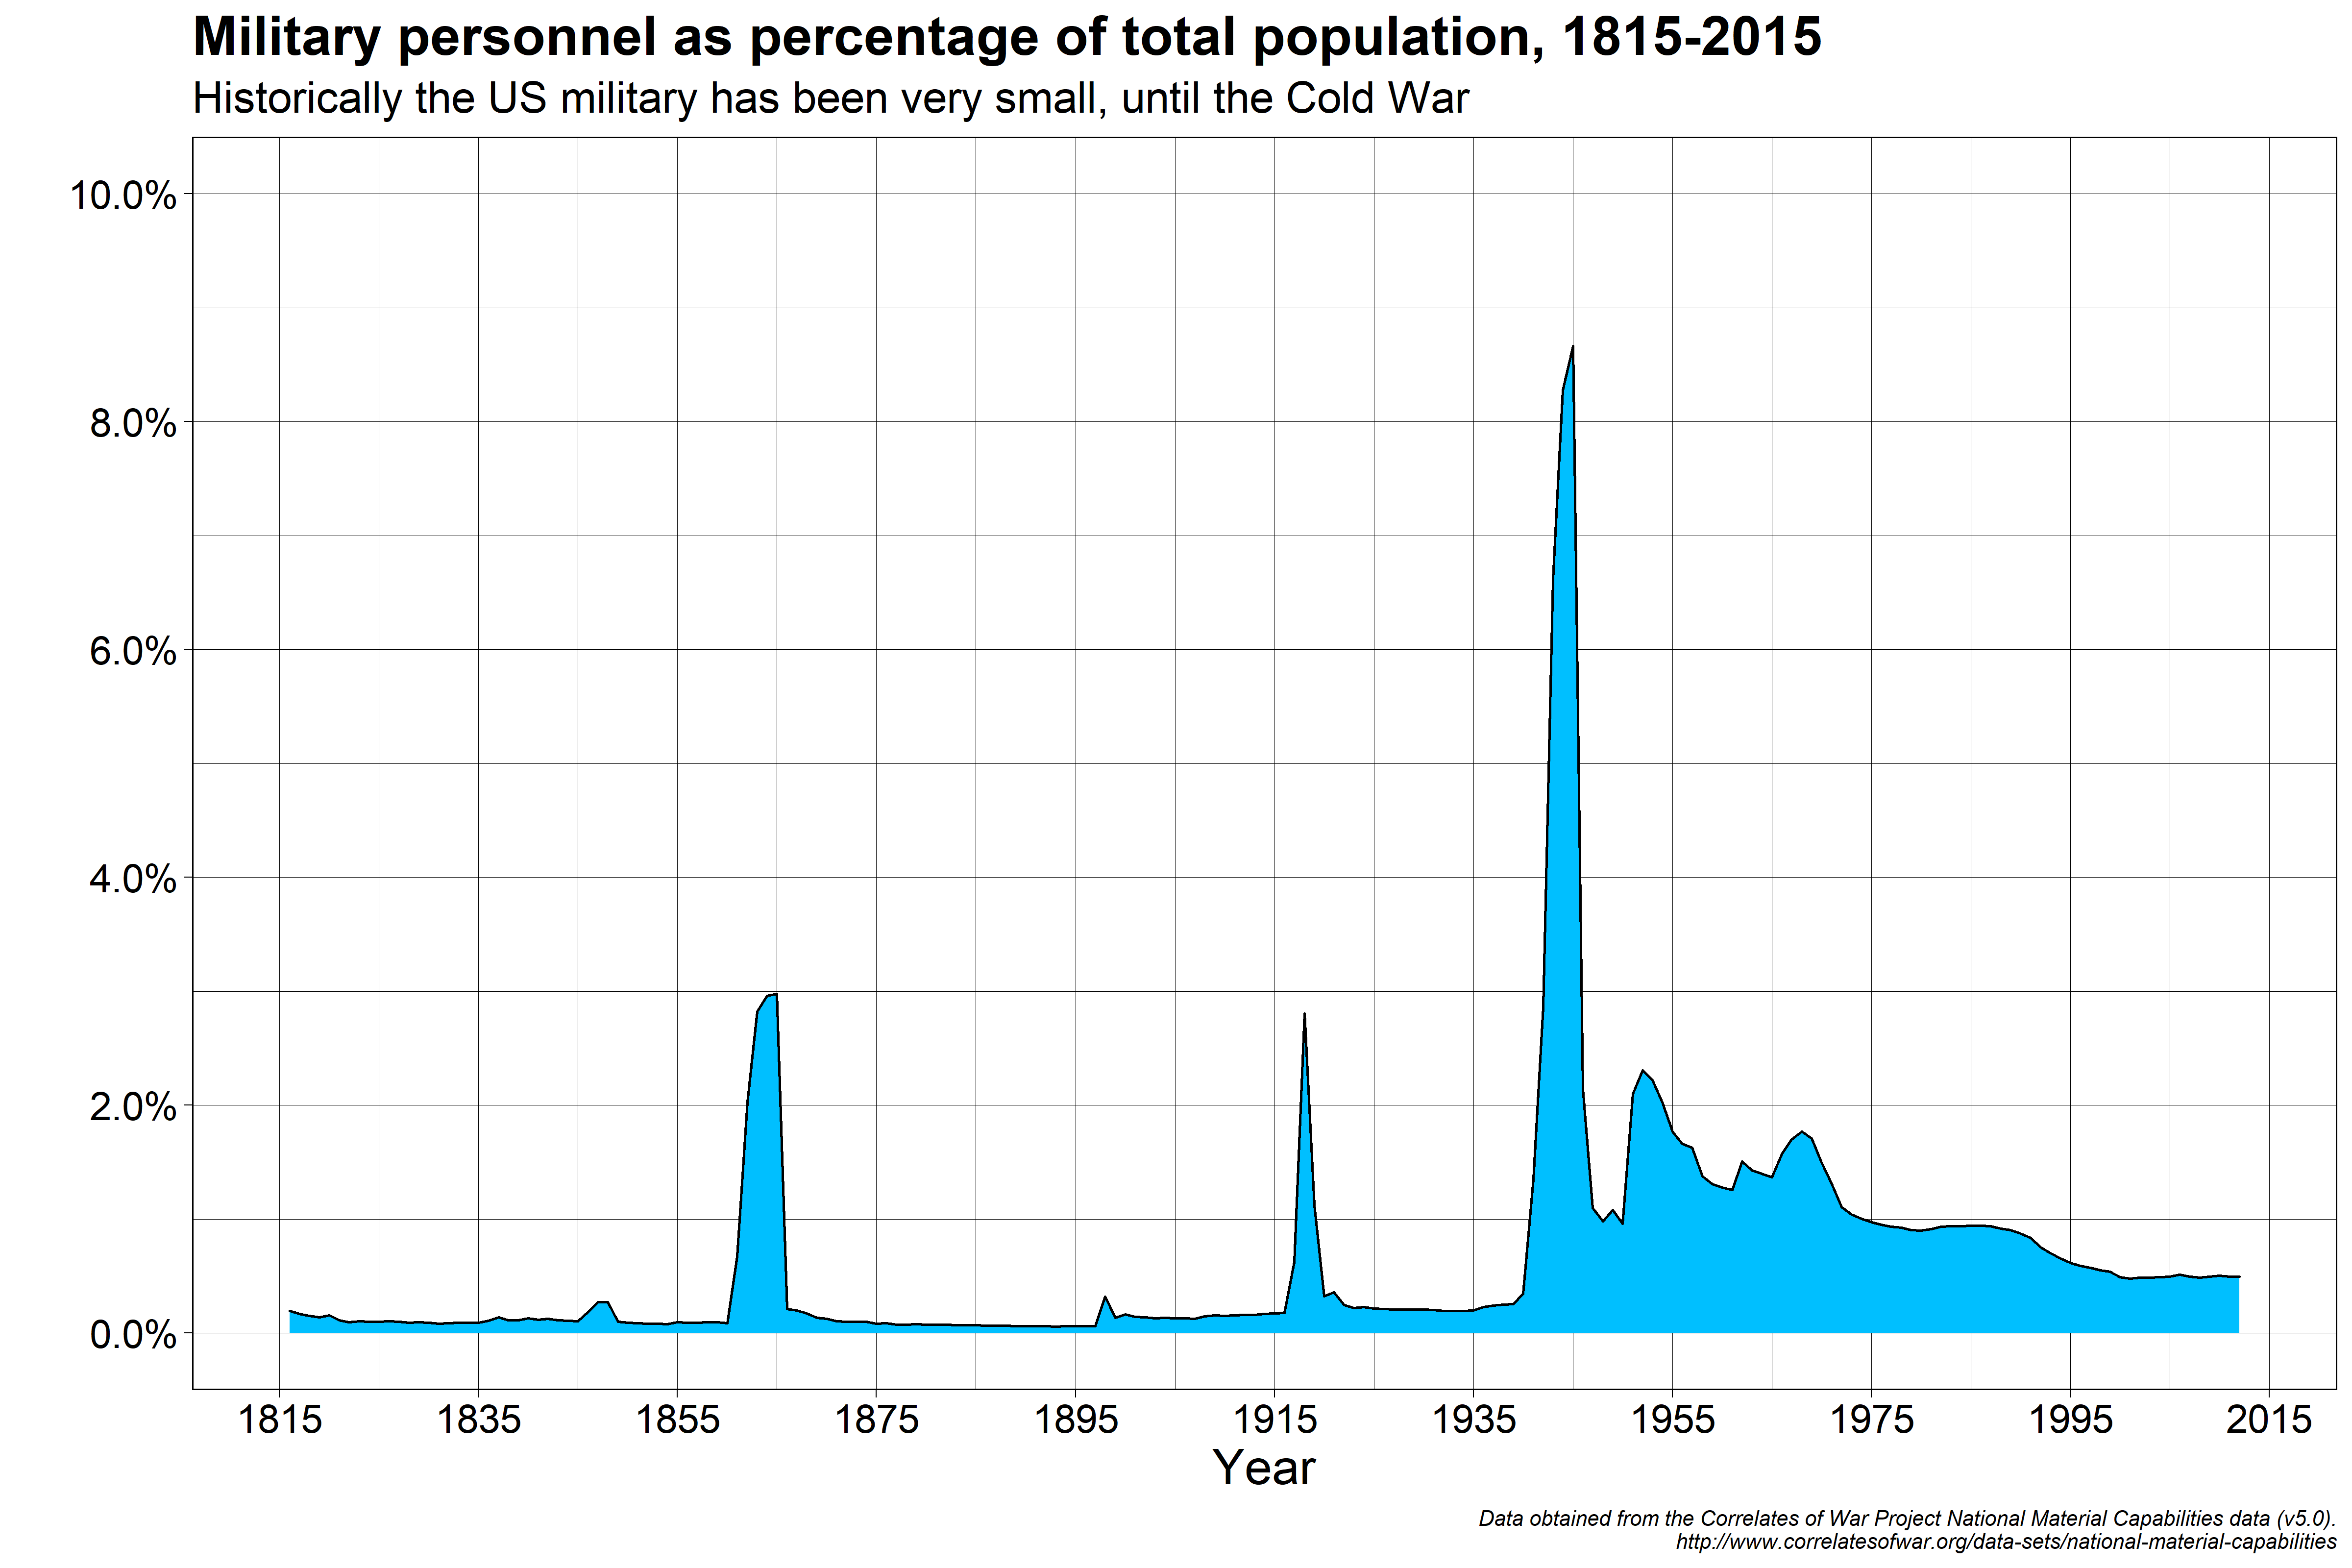 Military personnel as percentage of total population, 1815-2015
Historically the US military has been very small, until the Cold War
10.0%
8.0%
6.0%
4.0%
2.0%
0.0%
1815 1835 1855 1875 1895 1915 1935 1955 1975 1995 2015
Year
Data obtained from the Correlates of War Project National Material Capabilities data (v5.0).
http://www.correlatesofwar.org/data-sets/national-material-capabilities